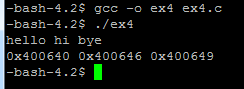 -bash-4.2$ gcc -o ex4 ex4.c
-bash-4.2$ ./ex4
hello hi bye
0x400640 0x400646 0x400649
-bash-4.2$